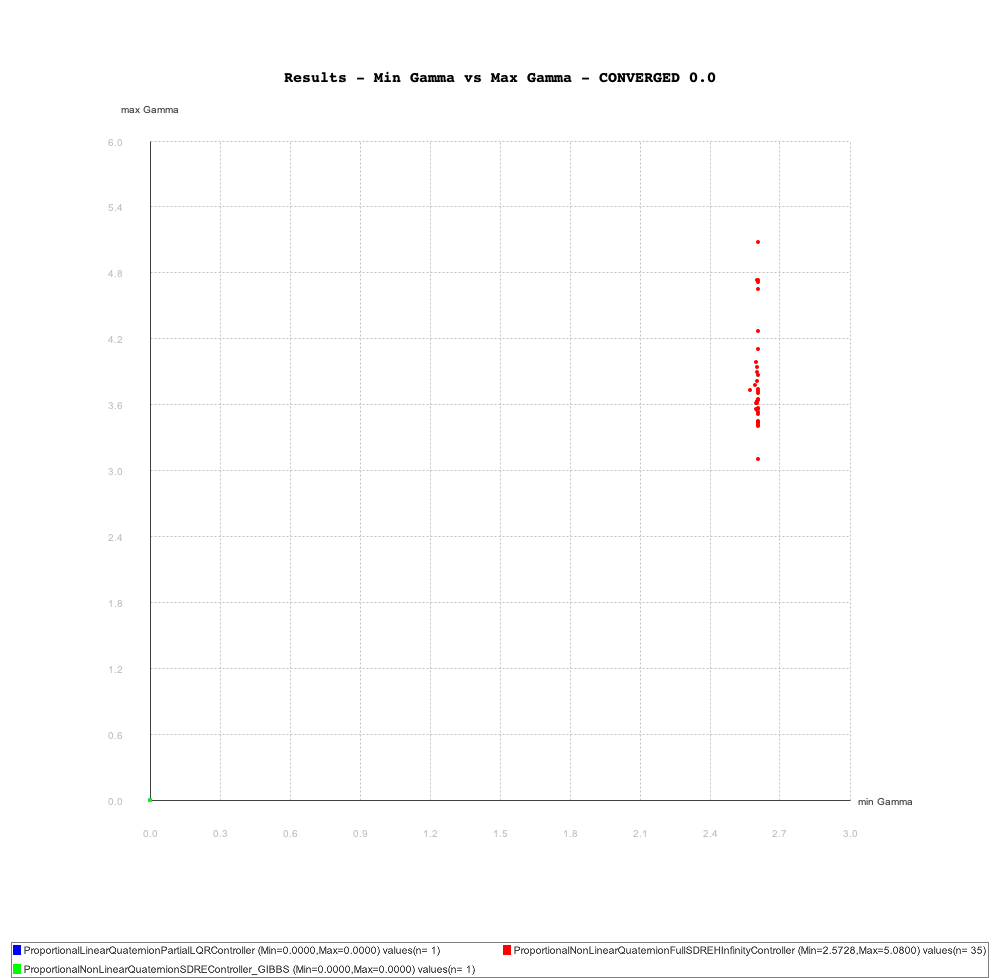 Results - Min Gamma vs Max Gamma - CONVERGED 0.0
max Gamma
6.0
5.4
4.8
4.2
3.6
3.0
2.4
1.8
1.2
0.6
0.0
min Gamma
0.0 0.3 0.6 0.9 1.2 1.5 1.8 2.1 2.4 2.7 3.0
ProportionalLinearQuaternionPartialLQRController (Min=0.0000,Max=0.0000) values(n= 1) ProportionalNonLinearQuaternionFullSDREHInfinityController (Min=2.5728,Max=5.0800) values(n= 35)
ProportionalNonLinearQuaternionSDREController_GIBBS (Min=0.0000,Max=0.0000) values(n= 1)